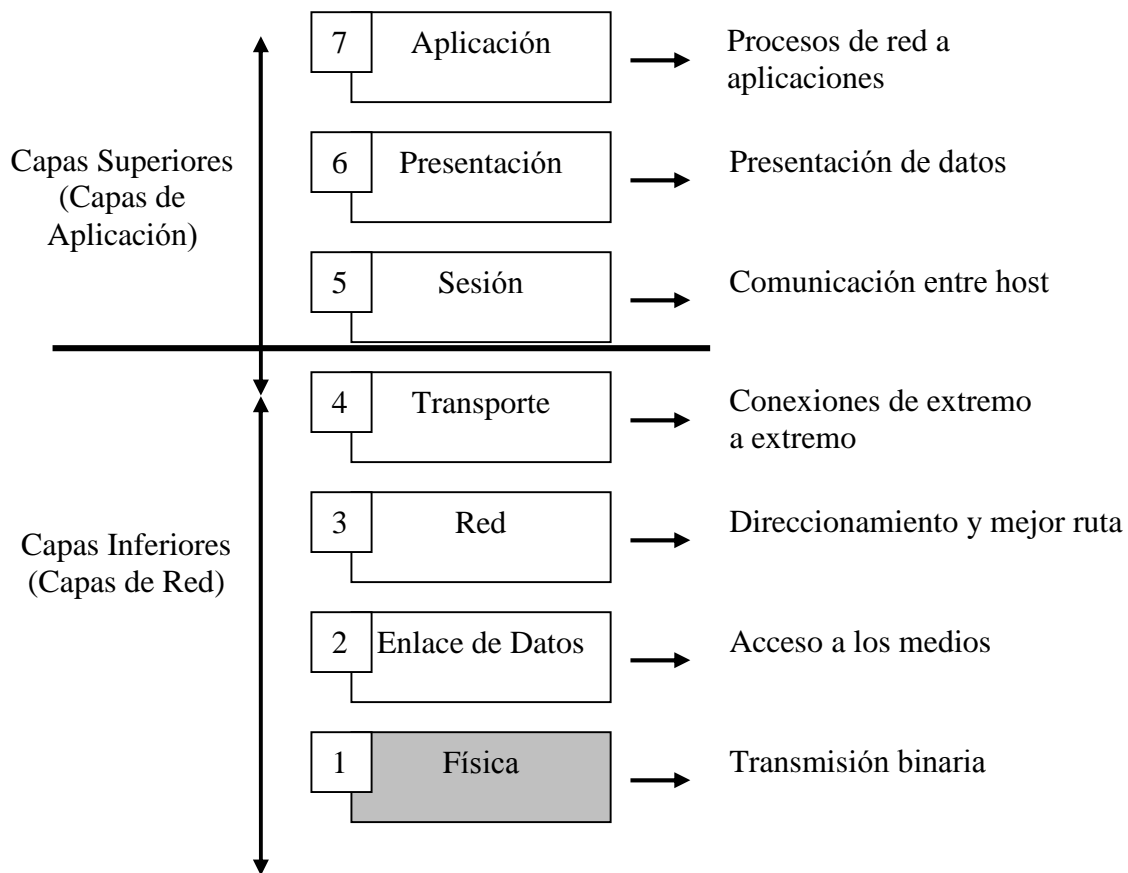 7
Aplicación
Procesos de red a
aplicaciones
Capas Superiores
(Capas de
Aplicación)
6
Presentación
Presentación de datos
5
Sesión
Comunicación entre host
4
Transporte
Conexiones de extremo
a extremo
Capas Inferiores
(Capas de Red)
3
Red
Direccionamiento y mejor ruta
2
Enlace de Datos
Acceso a los medios
1
Física
Transmisión binaria